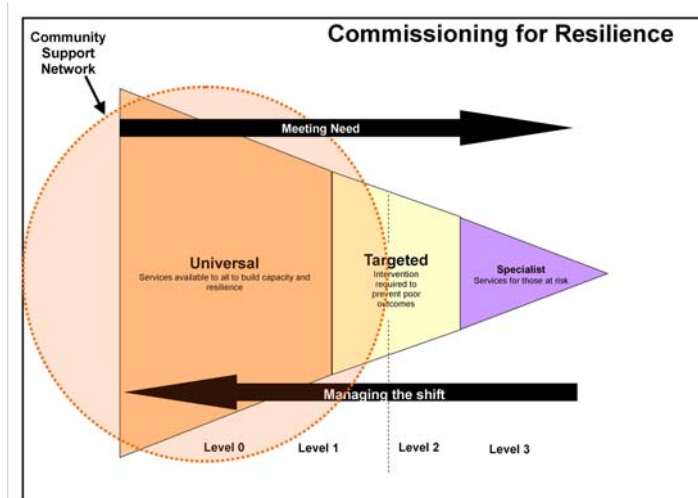 Commissioning for Resilience
Community
Support
Network
Meeting Need
Universal
Services available to all to build capacity and
resilience
Targeted
Intervention
required to
prevent poor
outcomes
Specialist
Services for those at risk
Managing the shift
Level 0
Level 1
Level 2
Level 3